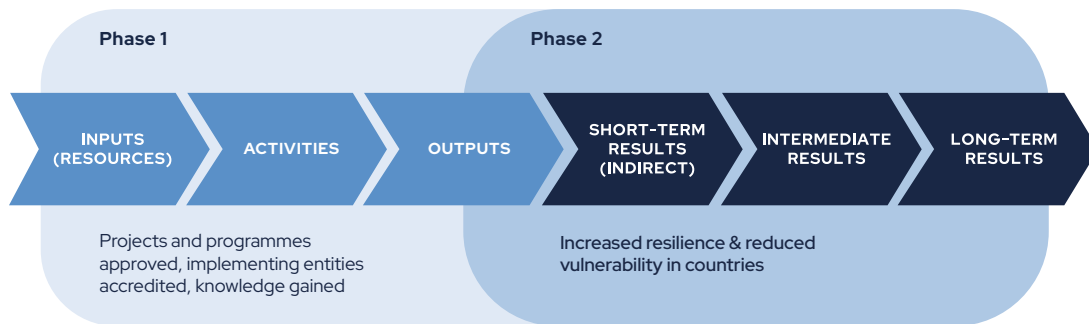 Phase 1
Phase 2
INPUTS
(RESOURCES)
ACTIVITIES
OUTPUTS
SHORT-TERM
RESULTS
(INDIRECT)
INTERMEDIATE
RESULTS
LONG-TERM
RESULTS
Projects and programmes
approved, implementing entities
accredited, knowledge gained
Increased resilience & reduced
vulnerability in countries